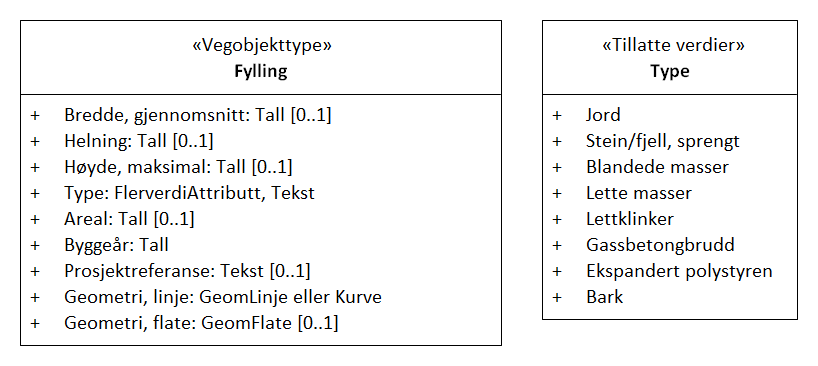 «Vegobjekttype»
Fylling
+ Bredde, gjennomsnitt: Tall [0..1]
+ Helning: Tall [0..1]
+ Høyde, maksimal: Tall [0..1]
+ Type: FlerverdiAttributt, Tekst
+ Areal: Tall [0..1]
+ Byggeår: Tall
+ Prosjektreferanse: Tekst [0..1]
+ Geometri, linje: GeomLinje eller Kurve
+ Geometri, flate: GeomFlate [0..1]
«Tillatte verdier»
Type
+ Jord
+ Stein/fjell, sprengt
+ Blandede masser
+ Lette masser
+ Lettklinker
+ Gassbetongbrudd
+ Ekspandert polystyren
+ Bark